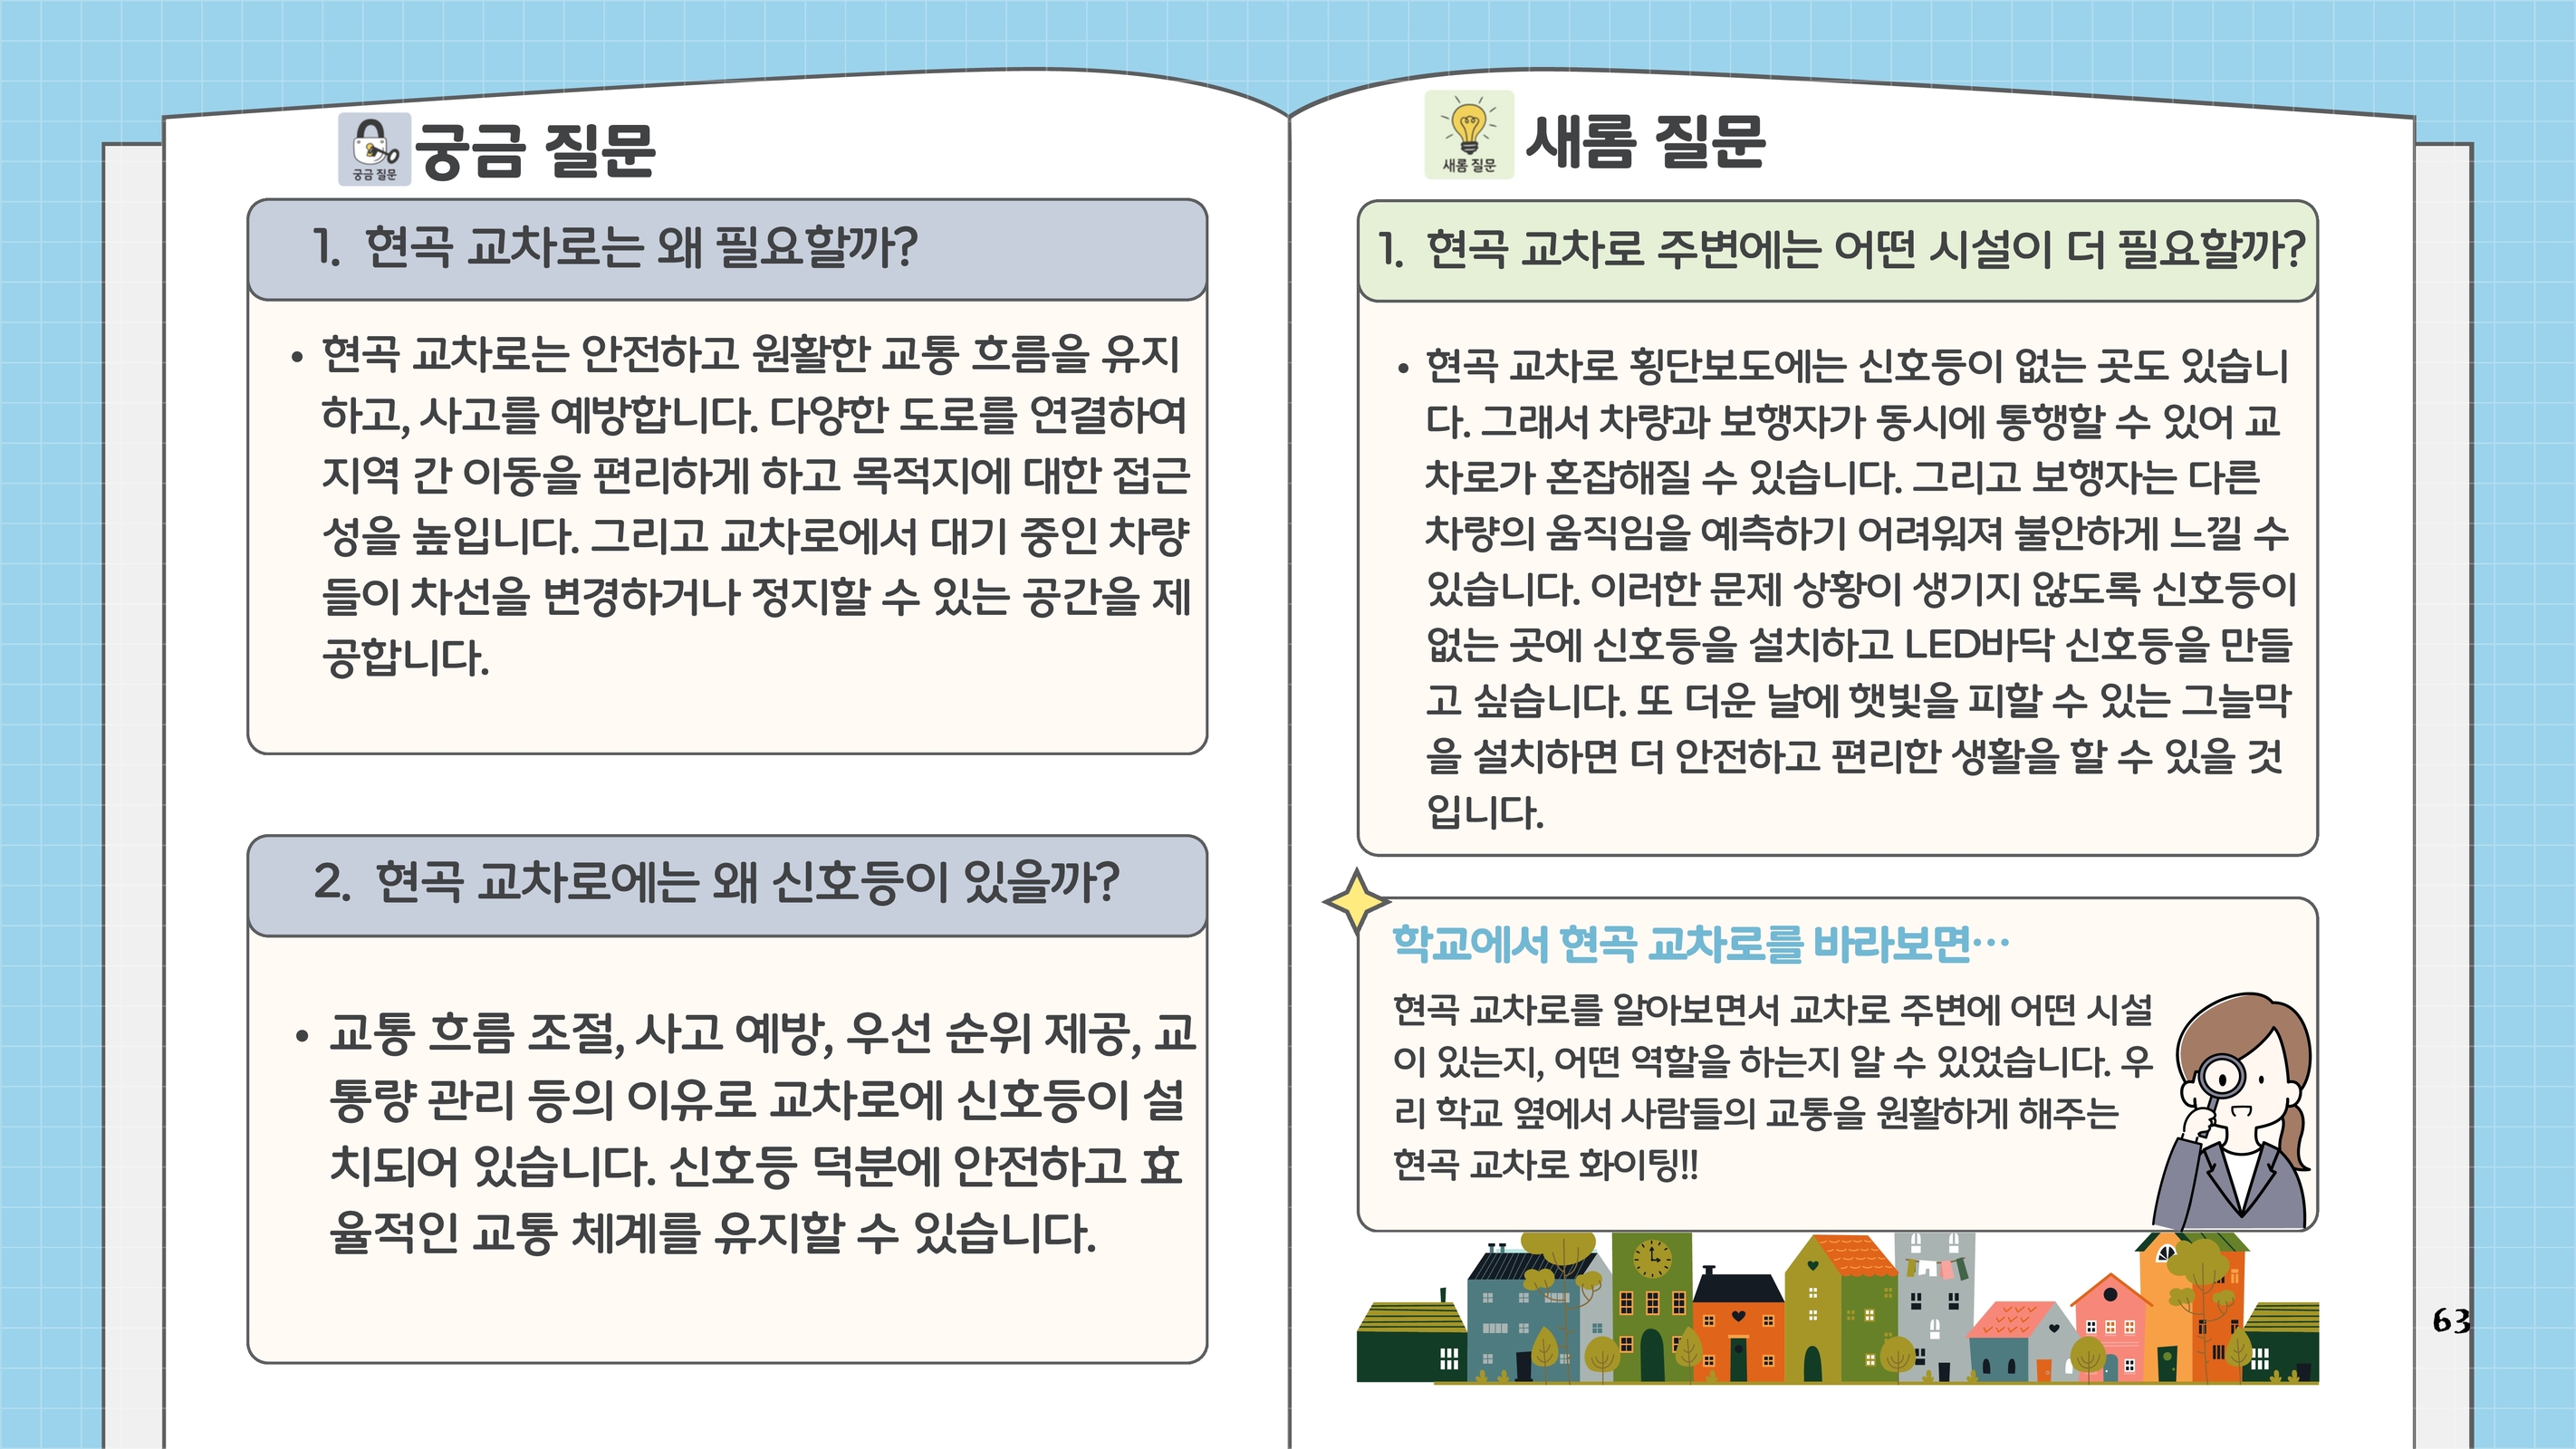 궁금 질문
궁금 질문
1. 현곡 교차로는 왜 필요할까?
• 현곡 교차로는 안전하고 원활한 교통 흐름을 유지
하고, 사고를 예방합니다. 다양한 도로를 연결하여
지역 간 이동을 편리하게 하고 목적지에 대한 접근
성을 높입니다. 그리고 교차로에서 대기 중인 차량
들이 차선을 변경하거나 정지할 수 있는 공간을 제
공합니다.
2. 현곡 교차로에는 왜 신호등이 있을까?
• 교통 흐름 조절, 사고 예방, 우선 순위 제공, 교
통량 관리 등의 이유로 교차로에 신호등이 설
치되어 있습니다. 신호등 덕분에 안전하고 효
율적인 교통 체계를 유지할 수 있습니다.
새롬 질문
새롬 질문
1. 현곡 교차로 주변에는 어떤 시설이 더 필요할까?
• 현곡 교차로 횡단보도에는 신호등이 없는 곳도 있습니
다. 그래서 차량과 보행자가 동시에 통행할 수 있어 교
차로가 혼잡해질 수 있습니다. 그리고 보행자는 다른
차량의 움직임을 예측하기 어려워져 불안하게 느낄 수
있습니다. 이러한 문제 상황이 생기지 않도록 신호등이
없는 곳에 신호등을 설치하고 LED바닥 신호등을 만들
고 싶습니다. 또 더운 날에 햇빛을 피할 수 있는 그늘막
을 설치하면 더 안전하고 편리한 생활을 할 수 있을 것
입니다.
학교에서 현곡 교차로를 바라보면…
현곡 교차로를 알아보면서 교차로 주변에 어떤 시설
이 있는지, 어떤 역할을 하는지 알 수 있었습니다. 우
리 학교 옆에서 사람들의 교통을 원활하게 해주는
현곡 교차로 화이팅!!
63